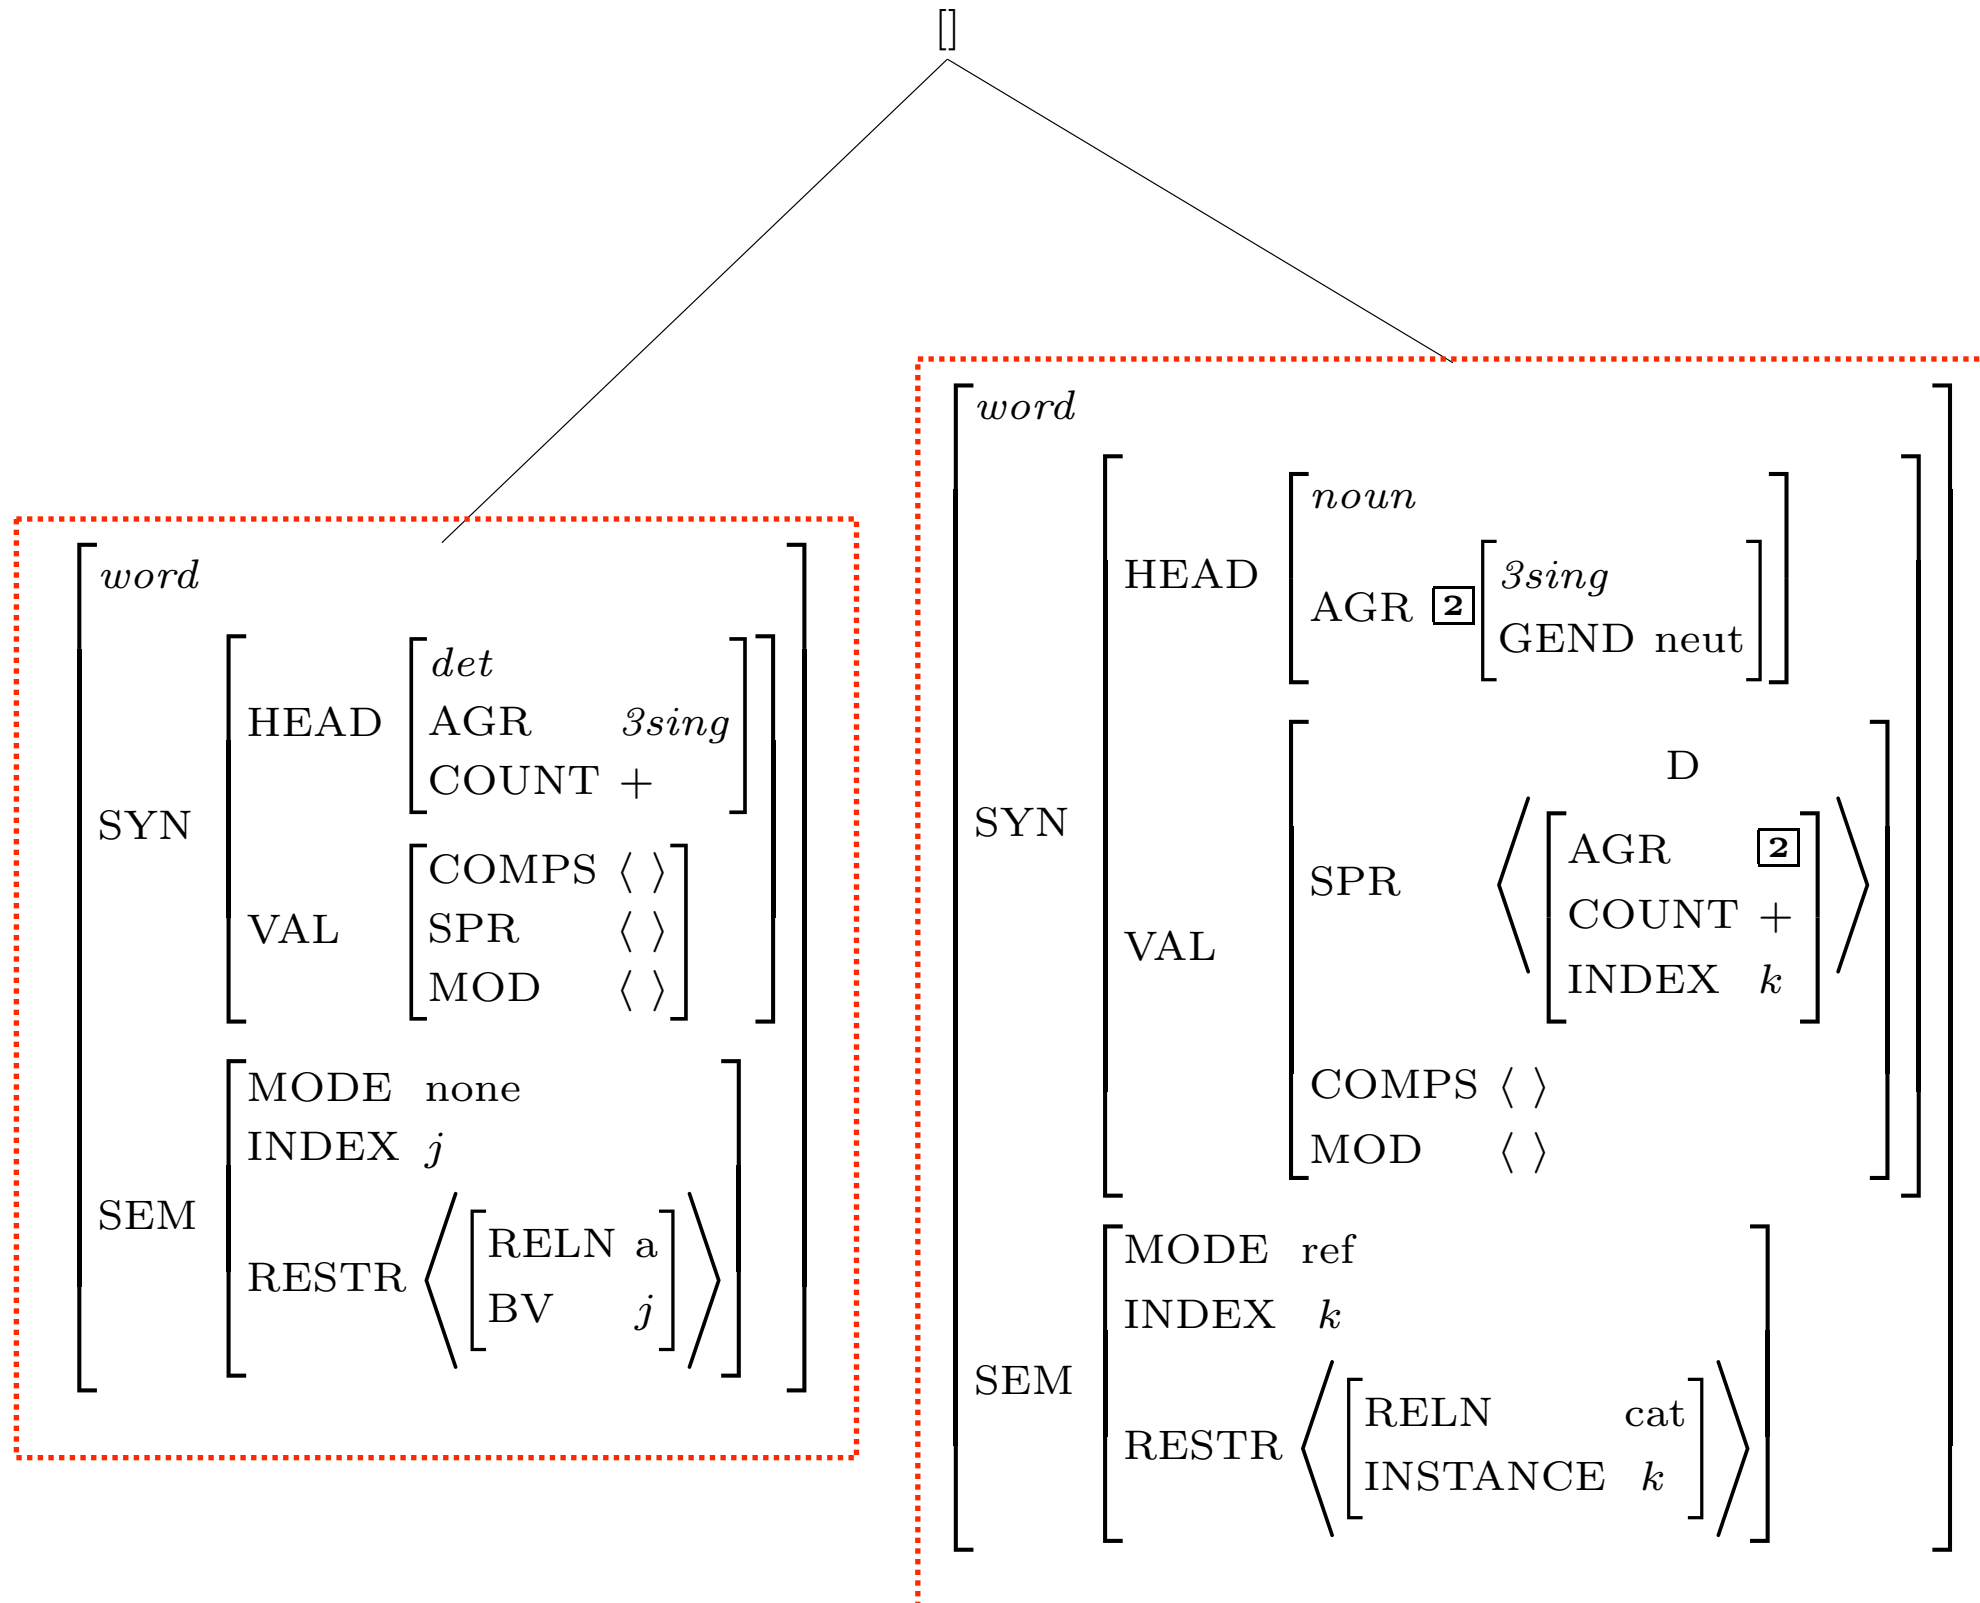 []
word
SYN
HEAD
det
AGR 3sing
COUNT +
VAL
COMPS ⟨ ⟩
SPR ⟨ ⟩
MOD ⟨ ⟩
SEM
MODE none
INDEX j
RESTR
RELN a
BV j
word
SYN
HEAD
noun
AGR 2
3sing
GEND neut
VAL
SPR
D
AGR 2
COUNT +
INDEX k
COMPS ⟨ ⟩
MOD ⟨ ⟩
SEM
MODE ref
INDEX k
RESTR
RELN cat
INSTANCE k